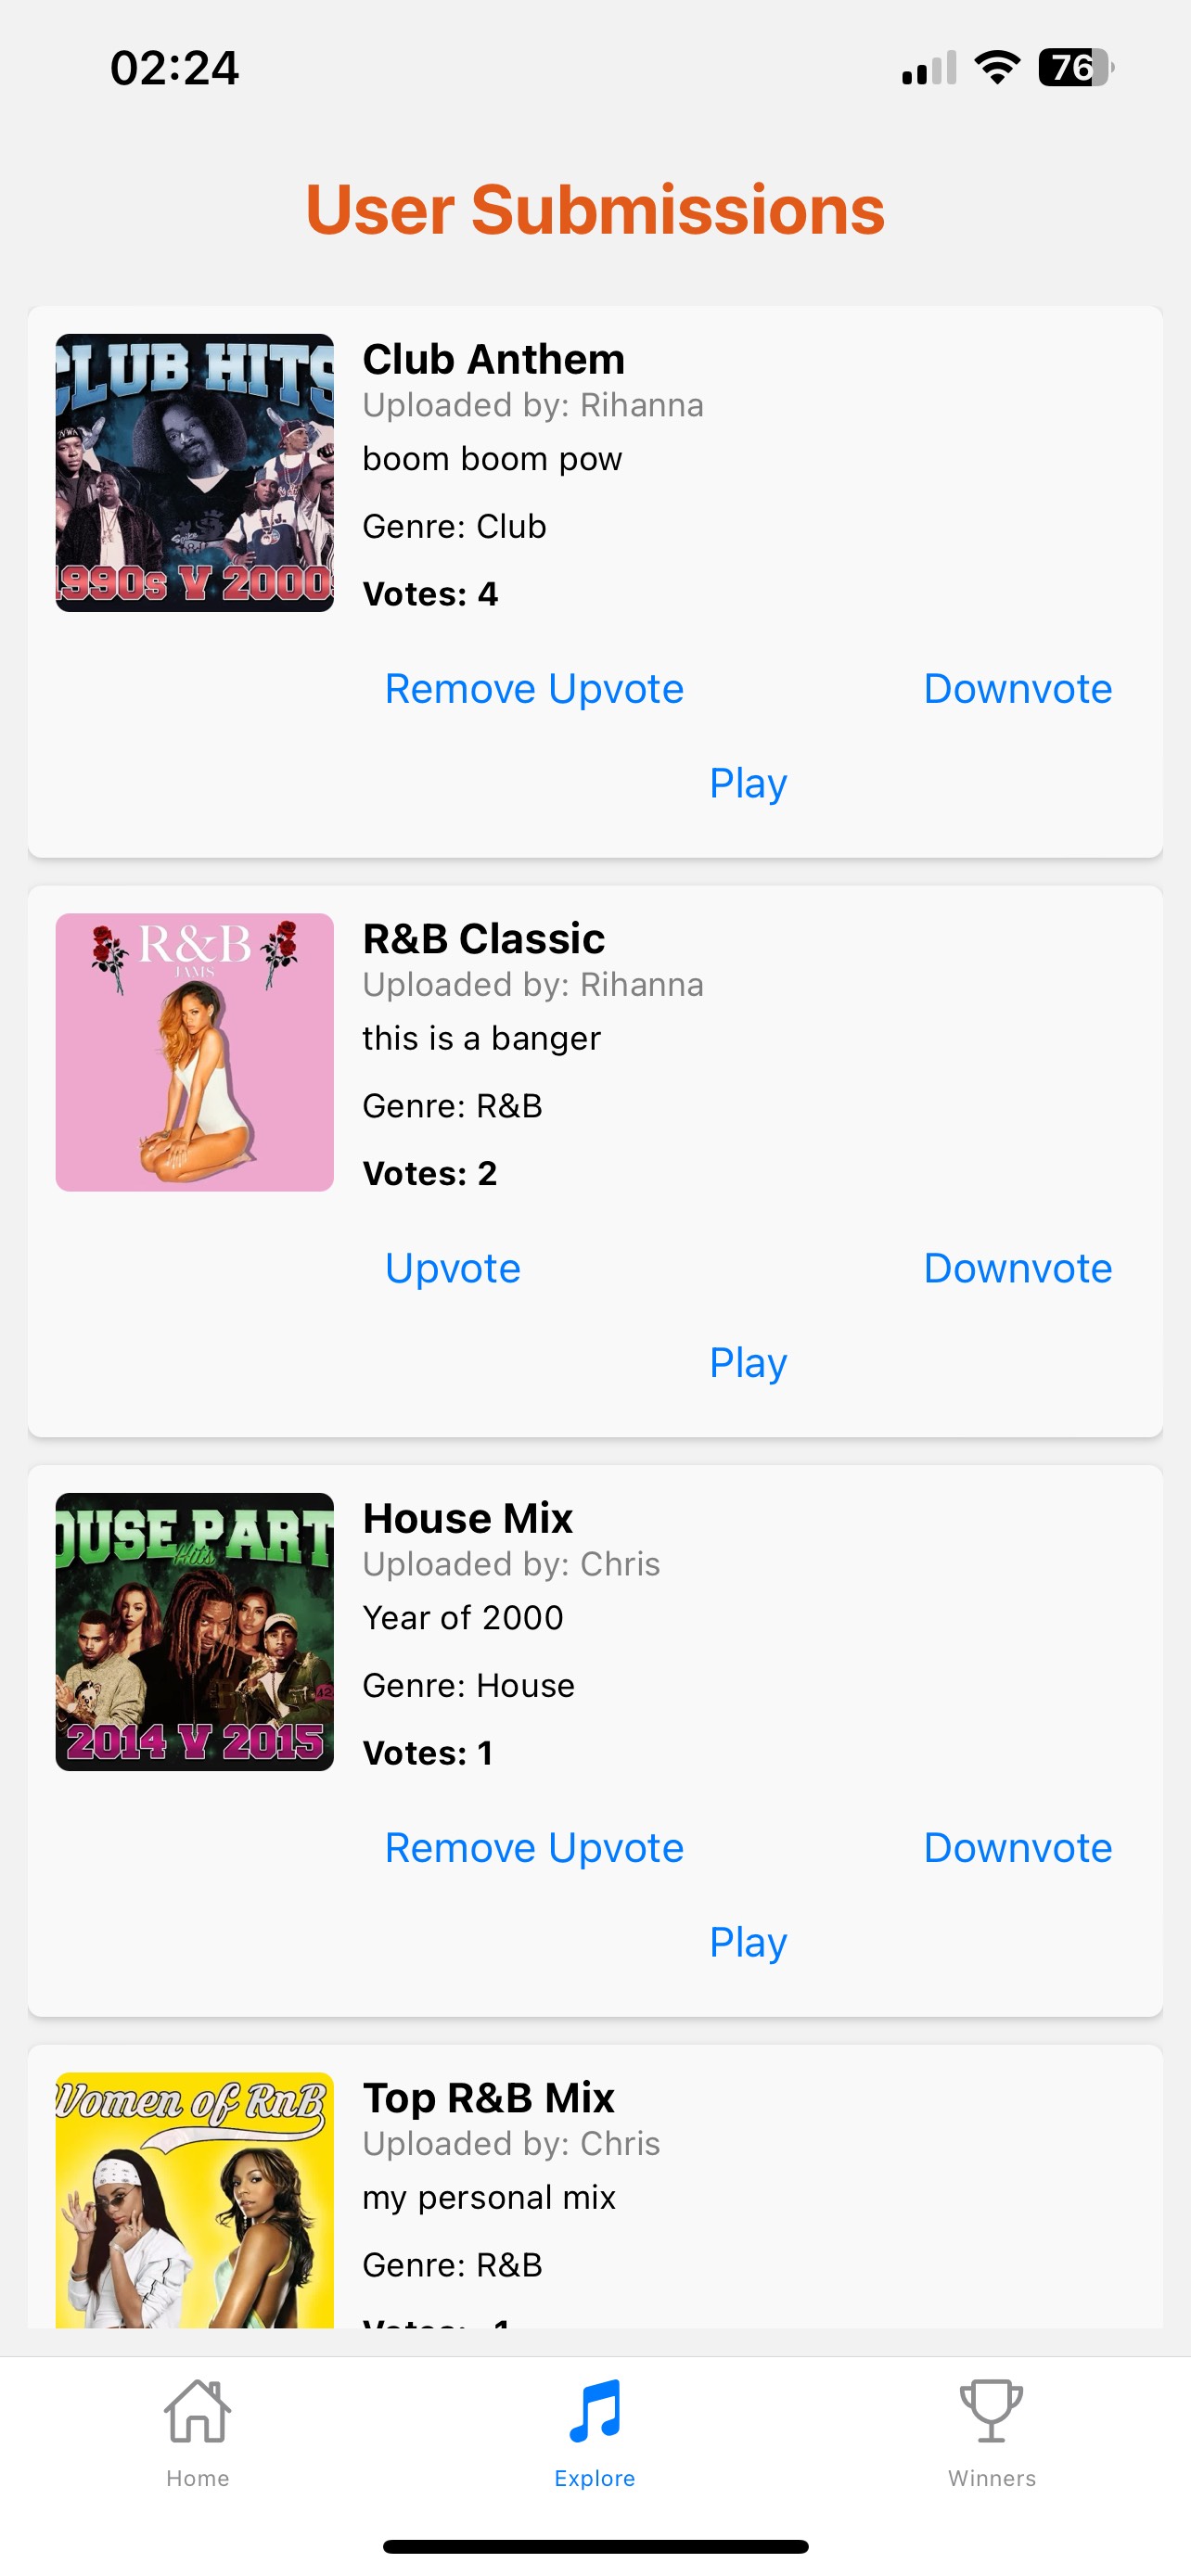 02:24
76
User Submissions
CLUB HITS
1990s V 2000s
Club Anthem
Uploaded by: Rihanna
boom boom pow
Genre: Club
Votes: 4
Remove Upvote Downvote
Play
R&B
JAMS
R&B Classic
Uploaded by: Rihanna
this is a banger
Genre: R&B
Votes: 2
Upvote Downvote
Play
OUSE PART
Hits
2014 V 2015
House Mix
Uploaded by: Chris
Year of 2000
Genre: House
Votes: 1
Remove Upvote Downvote
Play
Women of RnB
Top R&B Mix
Uploaded by: Chris
my personal mix
Genre: R&B
Home Explore Winners